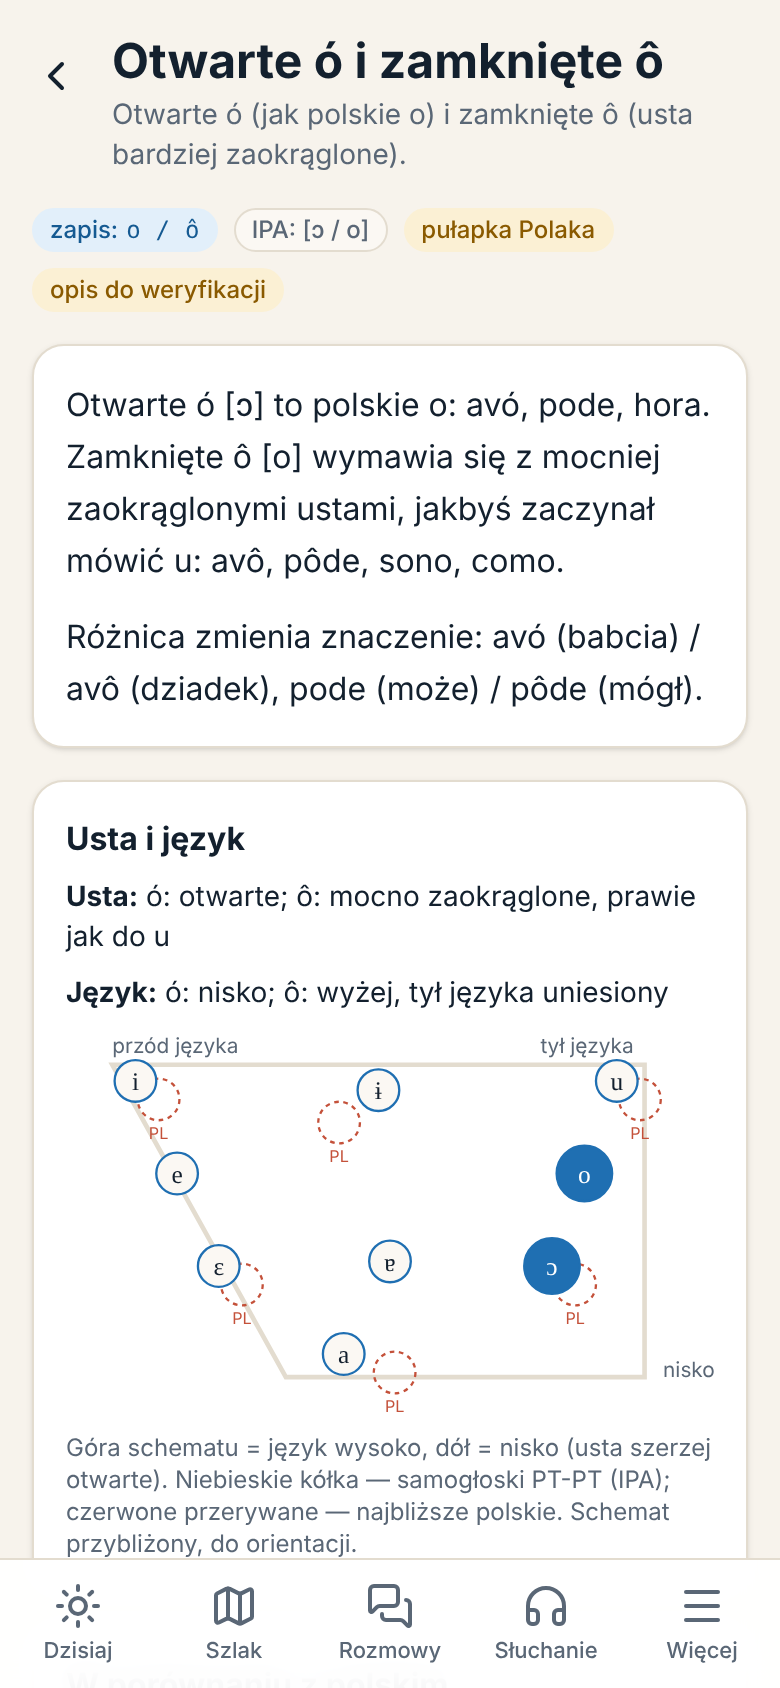 Otwarte ó i zamknięte ô
Otwarte ó (jak polskie o) i zamknięte ô (usta
bardziej zaokrąglone).
zapis: o / ô
IPA: [ɔ / o]
pułapka Polaka
opis do weryfikacji
Otwarte ó [ɔ] to polskie o: avó, pode, hora.
Zamknięte ô [o] wymawia się z mocniej
zaokrąglonymi ustami, jakbyś zaczynał
mówić u: avô, pôde, sono, como.
Różnica zmienia znaczenie: avó (babcia) /
avô (dziadek), pode (może) / pôde (mógł).
Usta i język
Usta: ó: otwarte; ô: mocno zaokrąglone, prawie
jak do u
Język: ó: nisko; ô: wyżej, tył języka uniesiony
przód języka
tył języka
i
ɨ
u
PL
PL
PL
e
o
ɛ
ɐ
ɔ
PL
PL
a
nisko
PL
Góra schematu = język wysoko, dół = nisko (usta szerzej
otwarte). Niebieskie kółka — samogłoski PT-PT (IPA);
czerwone przerywane — najbliższe polskie. Schemat
przybliżony, do orientacji.
Dzisiaj
Szlak
Rozmowy
Słuchanie
Więcej
W porównaniu z polskim